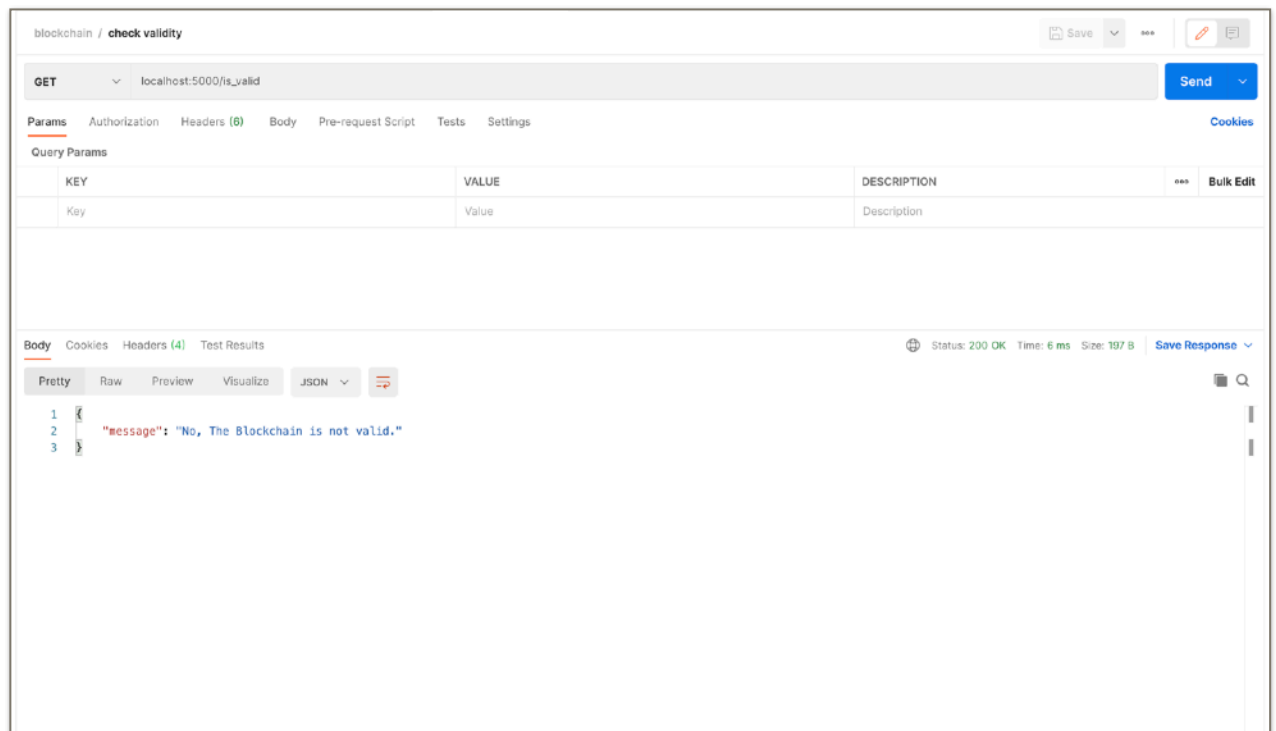 blockchain / check validity Save
GET localhost:5000/is_valid Send
Params Authorization Headers (6) Body Pre-request Script Tests Settings Cookies
Query Params
KEY VALUE DESCRIPTION Bulk Edit
Key Value Description
Body Cookies Headers (4) Test Results Status: 200 OK Time: 6 ms Size: 197 B Save Response
Pretty Raw Preview Visualize JSON
1 {
2 "message": "No, The Blockchain is not valid."
3 }